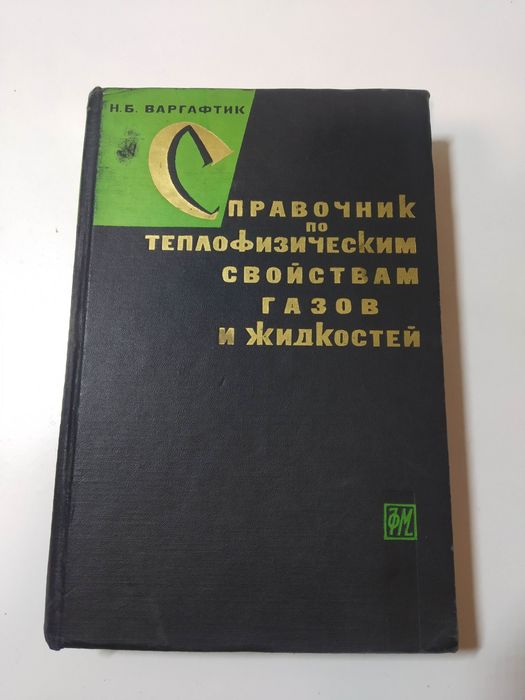 Н.Б. ВАРГАФТИК
СПРАВОЧНИК
ПО
ТЕПЛОФИЗИЧЕСКИМ
СВОЙСТВАМ
ГАЗОВ
И ЖИДКОСТЕЙ
ФМ